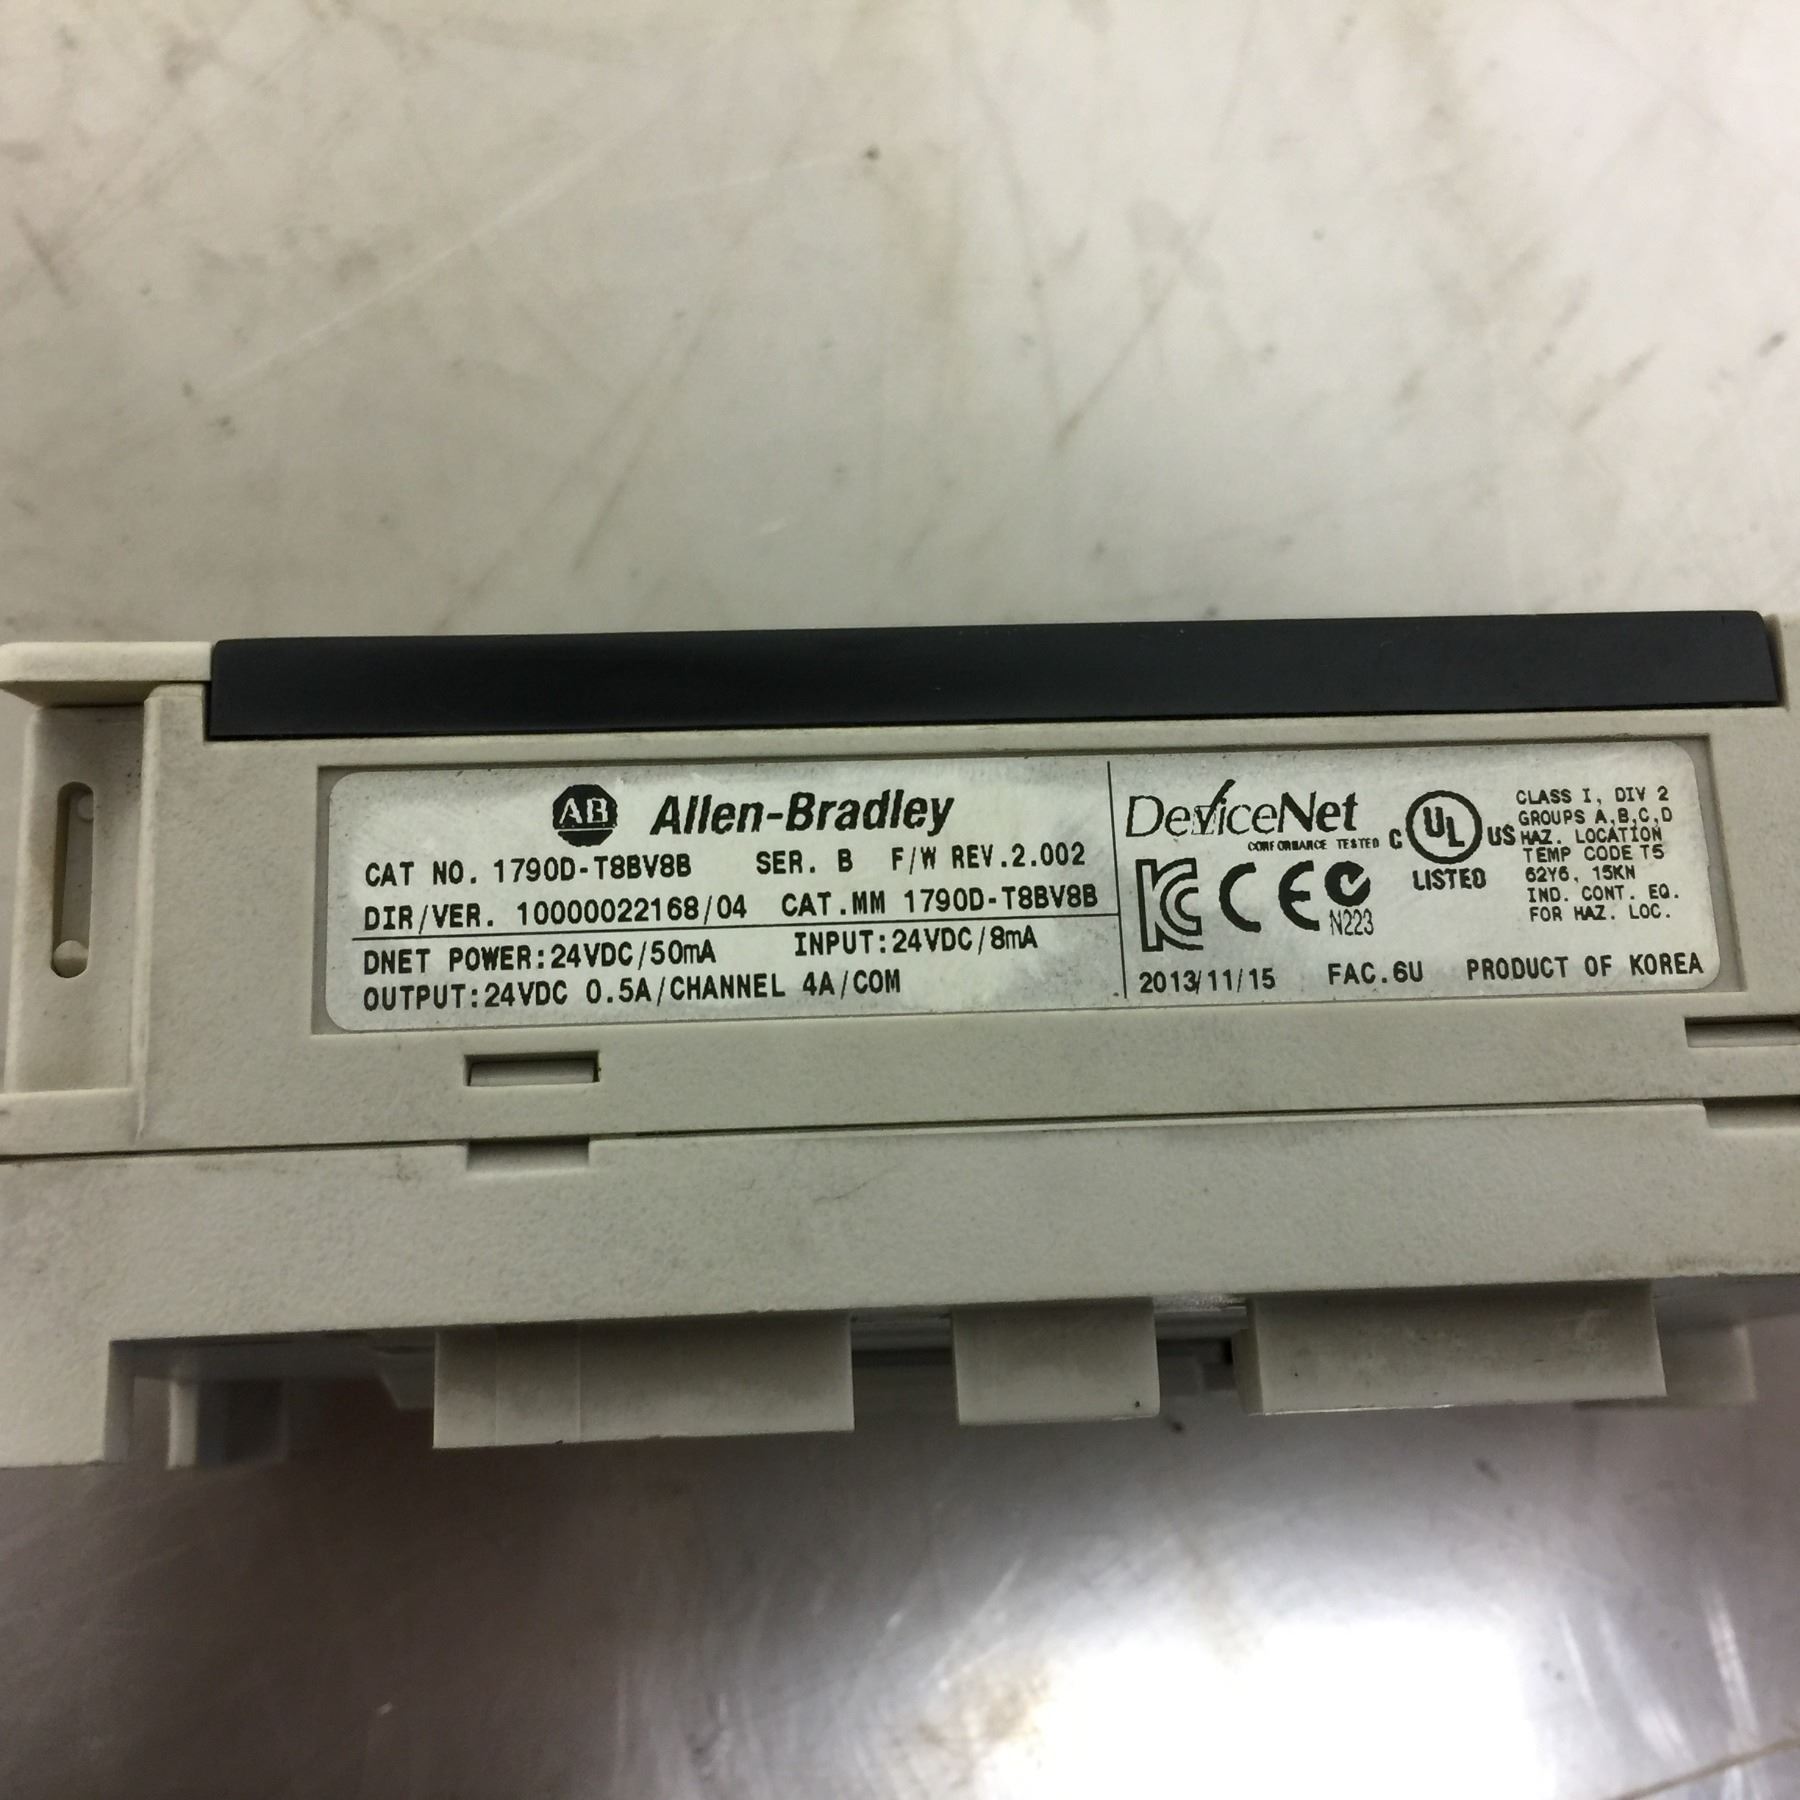 AB Allen-Bradley
CAT NO. 1790D-T8BV8B SER. B F/W REV.2.002
DIR/VER. 10000022168/04 CAT.MM 1790D-T8BV8B
DNET POWER:24VDC/50mA INPUT:24VDC/8mA
OUTPUT:24VDC 0.5A/CHANNEL 4A/COM
DeviceNet
CONFORMANCE TESTED
C UL US
LISTED
CLASS I, DIV 2
GROUPS A,B,C,D
HAZ. LOCATION
TEMP CODE T5
62Y6, 15KN
IND. CONT. EQ.
FOR HAZ. LOC.
KC CE N223
2013/11/15 FAC.6U PRODUCT OF KOREA